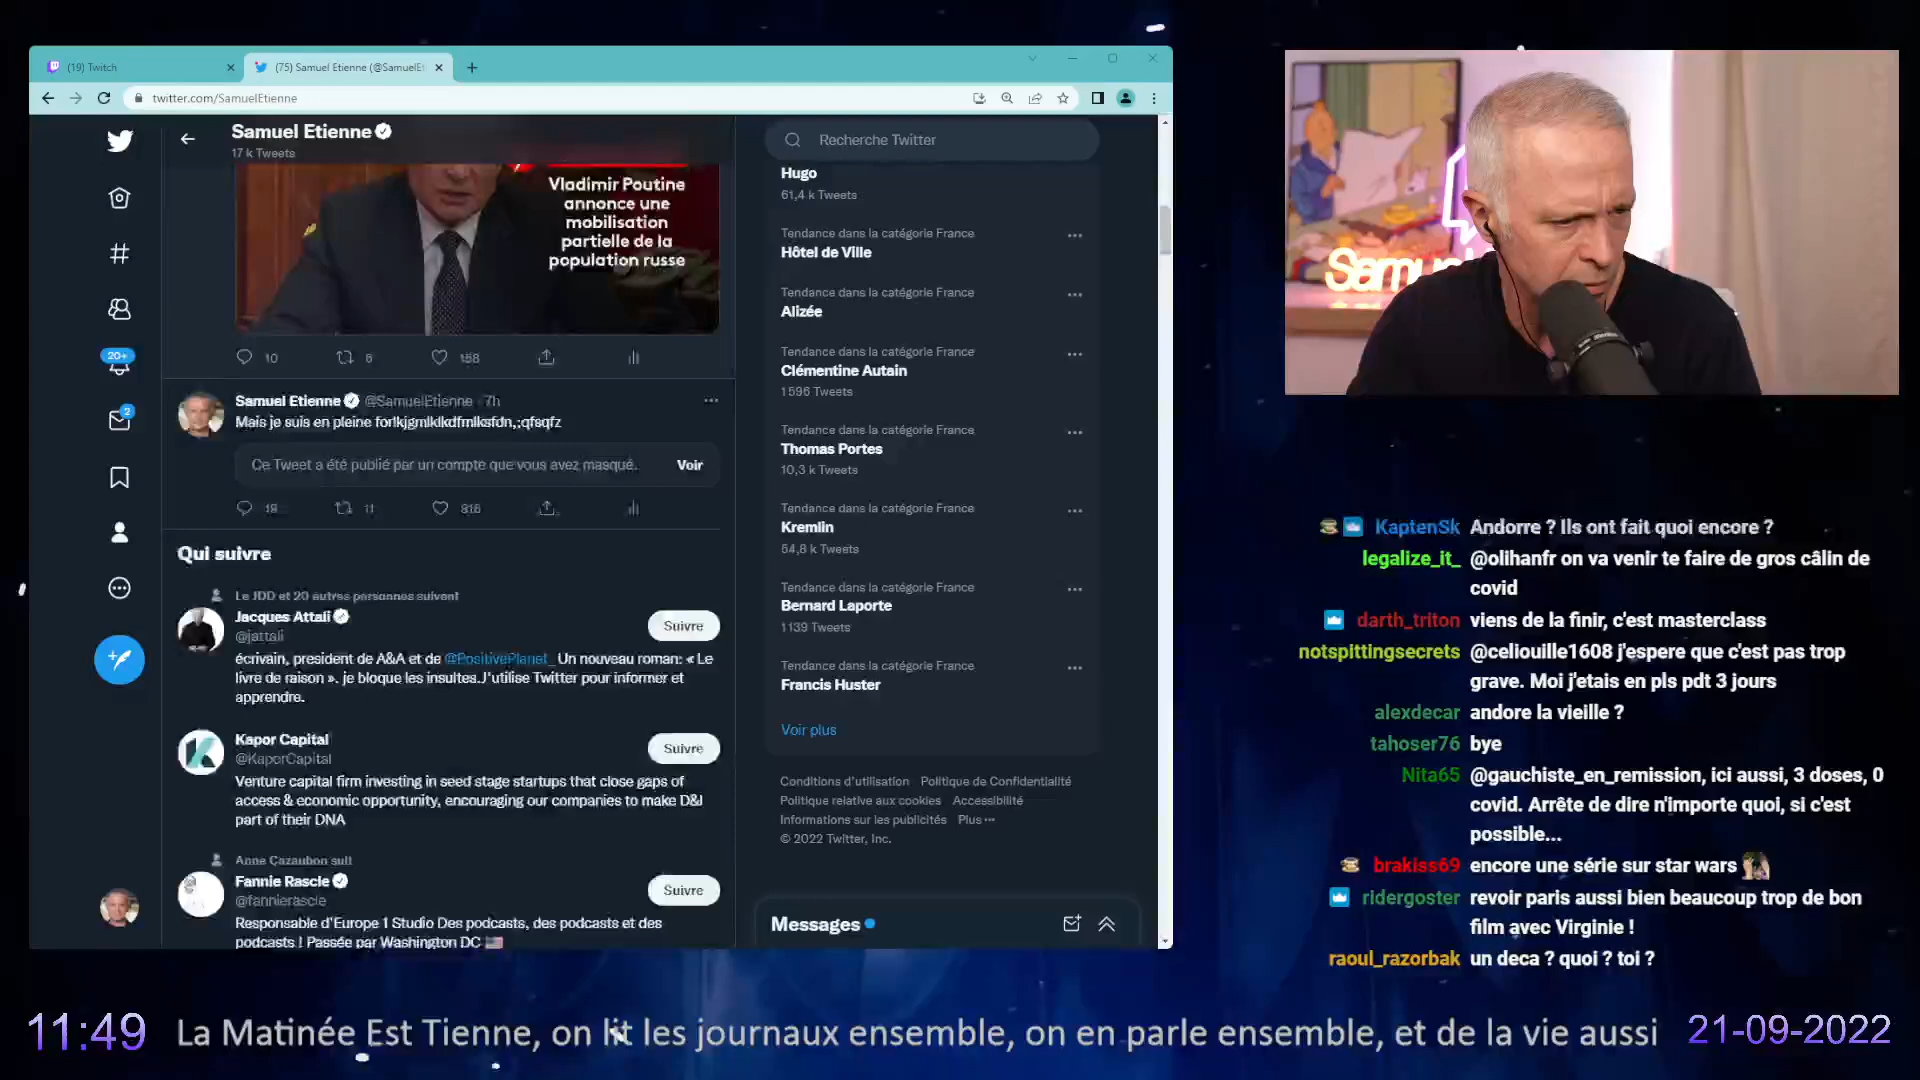 (19) Twitch
(75) Samuel Etienne (@SamuelEt
twitter.com/SamuelEtienne
Samuel Etienne
17 k Tweets
Vladimir Poutine
annonce une
mobilisation
partielle de la
population russe
10
6
158
Samuel Etienne @SamuelEtienne · 7h
Mais je suis en pleine forlkjgmlklkdfmlksfdn,;qfsqfz
Ce Tweet a été publié par un compte que vous avez masqué.
Voir
19
11
816
20+
2
Qui suivre
Le JDD et 20 autres personnes suivent
Jacques Attali
@jattali
Suivre
écrivain, president de A&A et de @PositivePlanet_ Un nouveau roman: « Le
livre de raison ». je bloque les insultes.J'utilise Twitter pour informer et
apprendre.
Kapor Capital
@KaporCapital
Suivre
Venture capital firm investing in seed stage startups that close gaps of
access & economic opportunity, encouraging our companies to make D&I
part of their DNA
Anne Cazaubon suit
Fannie Rascle
@fannierascle
Suivre
Responsable d'Europe 1 Studio Des podcasts, des podcasts et des
podcasts ! Passée par Washington DC
Recherche Twitter
Hugo
61,4 k Tweets
Tendance dans la catégorie France
Hôtel de Ville
Tendance dans la catégorie France
Alizée
Tendance dans la catégorie France
Clémentine Autain
1 596 Tweets
Tendance dans la catégorie France
Thomas Portes
10,3 k Tweets
Tendance dans la catégorie France
Kremlin
54,8 k Tweets
Tendance dans la catégorie France
Bernard Laporte
1 139 Tweets
Tendance dans la catégorie France
Francis Huster
Voir plus
Conditions d'utilisation Politique de Confidentialité
Politique relative aux cookies Accessibilité
Informations sur les publicités Plus ···
© 2022 Twitter, Inc.
Messages
Samu
KaptenSk Andorre ? Ils ont fait quoi encore ?
legalize_it_ @olihanfr on va venir te faire de gros câlin de
covid
darth_triton viens de la finir, c'est masterclass
notspittingsecrets @celiouille1608 j'espere que c'est pas trop
grave. Moi j'etais en pls pdt 3 jours
alexdecar andore la vieille ?
tahoser76 bye
Nita65 @gauchiste_en_remission, ici aussi, 3 doses, 0
covid. Arrête de dire n'importe quoi, si c'est
possible...
brakiss69 encore une série sur star wars
ridergoster revoir paris aussi bien beaucoup trop de bon
film avec Virginie !
raoul_razorbak un deca ? quoi ? toi ?
11:49
La Matinée Est Tienne, on lit les journaux ensemble, on en parle ensemble, et de la vie aussi
21-09-2022